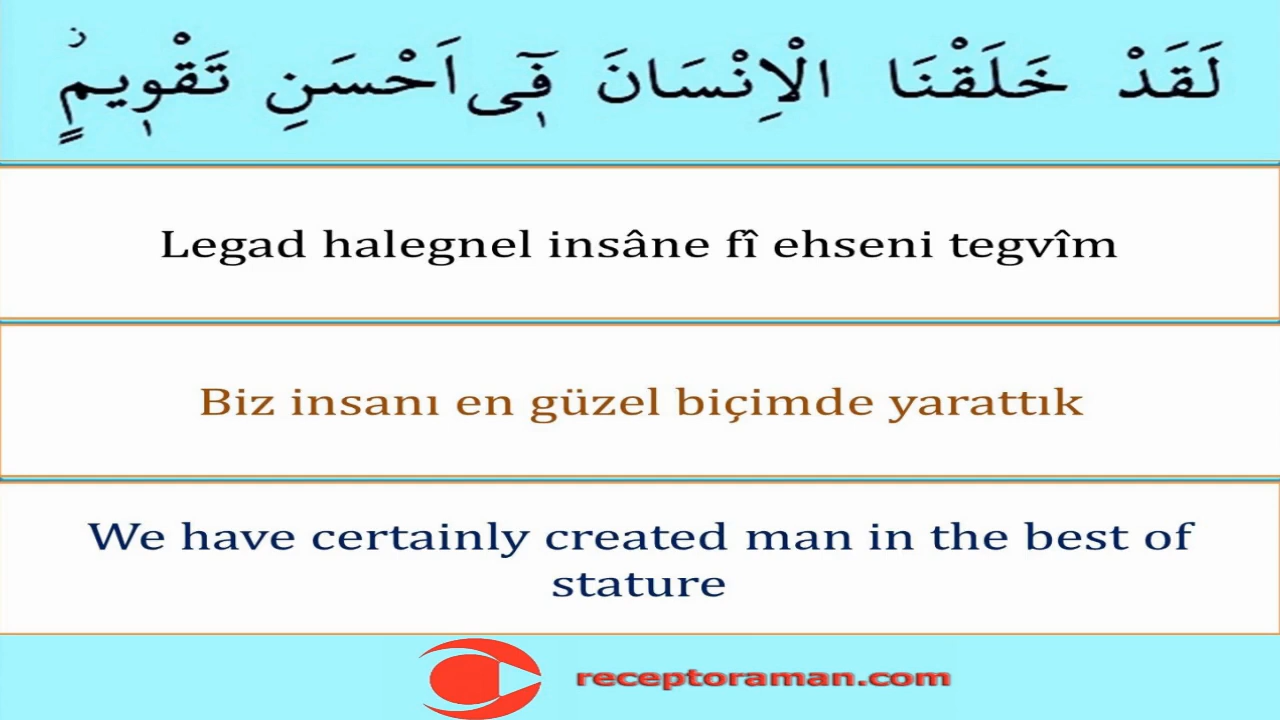 لَقَدْ خَلَقْنَا الْاِنْسَانَ فٖٓى اَحْسَنِ تَقْوٖيمٍۘ
Legad halegnel insâne fî ehseni tegvîm
Biz insanı en güzel biçimde yarattık
We have certainly created man in the best of
stature
receptoraman.com